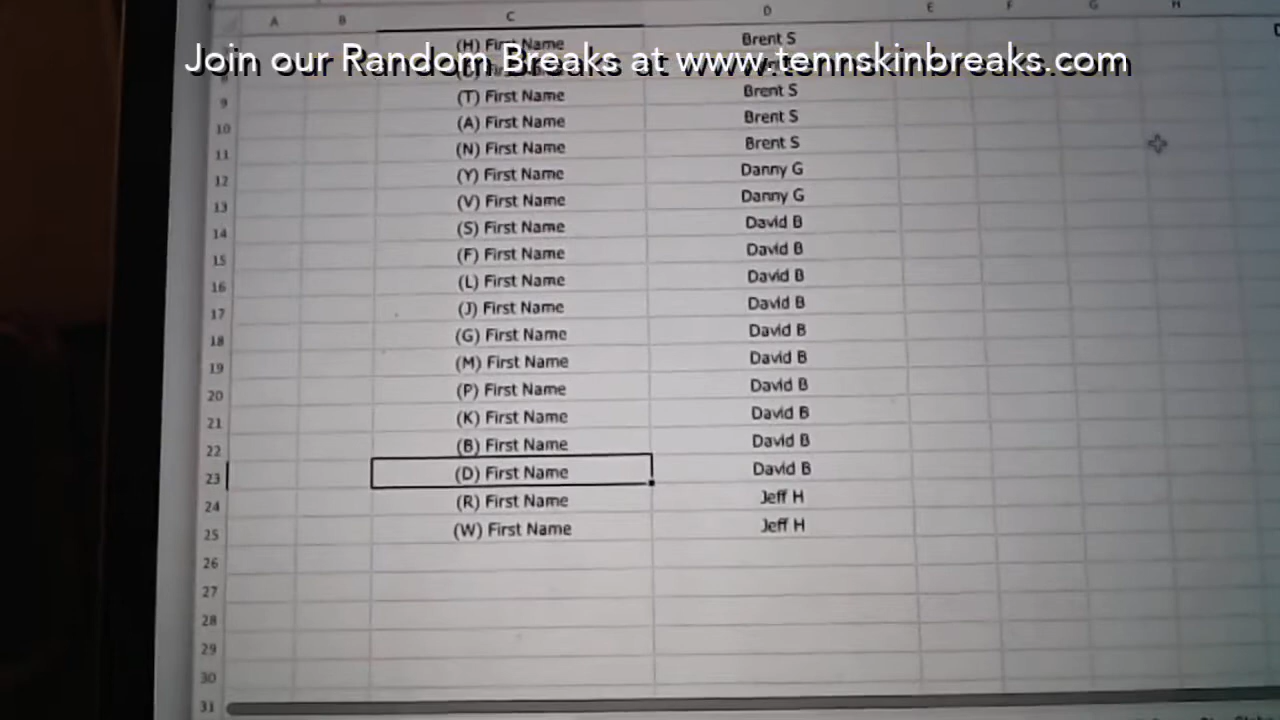 A B C D E F G H
(H) First Name Brent S
Join our Random Breaks at www.tennskinbreaks.com
9 (T) First Name Brent S
10 (A) First Name Brent S
11 (N) First Name Brent S
12 (Y) First Name Danny G
13 (V) First Name Danny G
14 (S) First Name David B
15 (F) First Name David B
16 (L) First Name David B
17 (J) First Name David B
18 (G) First Name David B
19 (M) First Name David B
20 (P) First Name David B
21 (K) First Name David B
22 (B) First Name David B
23 (D) First Name David B
24 (R) First Name Jeff H
25 (W) First Name Jeff H
26
27
28
29
30
31